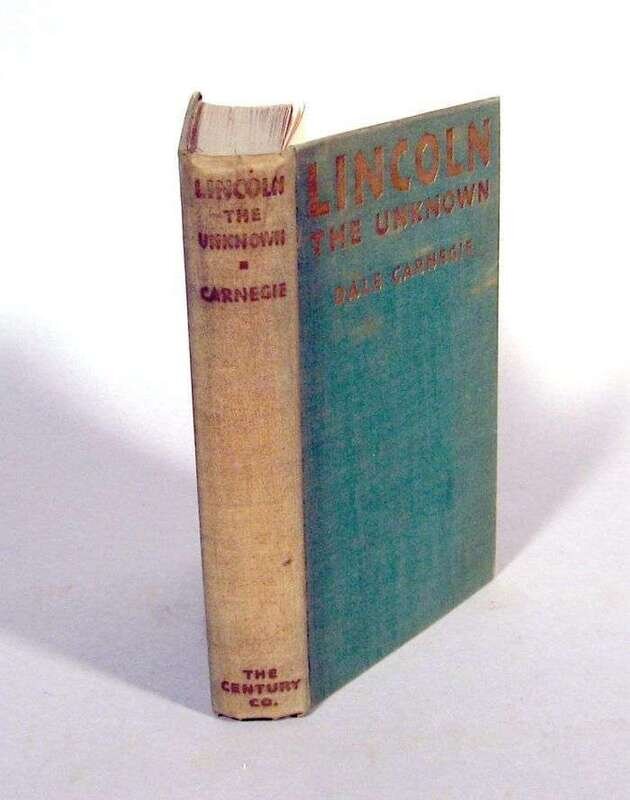 LINCOLN
THE
UNKNOWN
CARNEGIE
THE
CENTURY
CO.
LINCOLN
THE UNKNOWN
DALE CARNEGIE